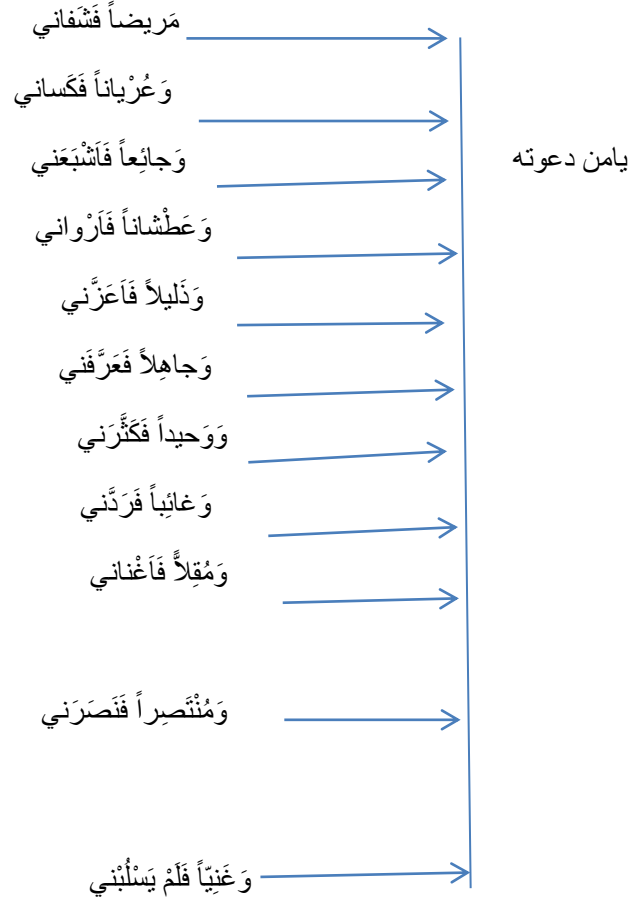 مَريضاً فَشَفاني
وَعُرْياناً فَكَساني
يامن دعوته
وَجائِعاً فَاَشْبَعَني
وَعَطْشاناً فَاَرْواني
وَذَليلاً فَاَعَزَّني
وَجاهِلاً فَعَرَّفَني
وَوَحيداً فَكَثَّرَني
وَغائِباً فَرَدَّني
وَمُقِلاًّ فَاَغْناني
وَمُنْتَصِراً فَنَصَرَني
وَغَنِيّاً فَلَمْ يَسْلُبْني